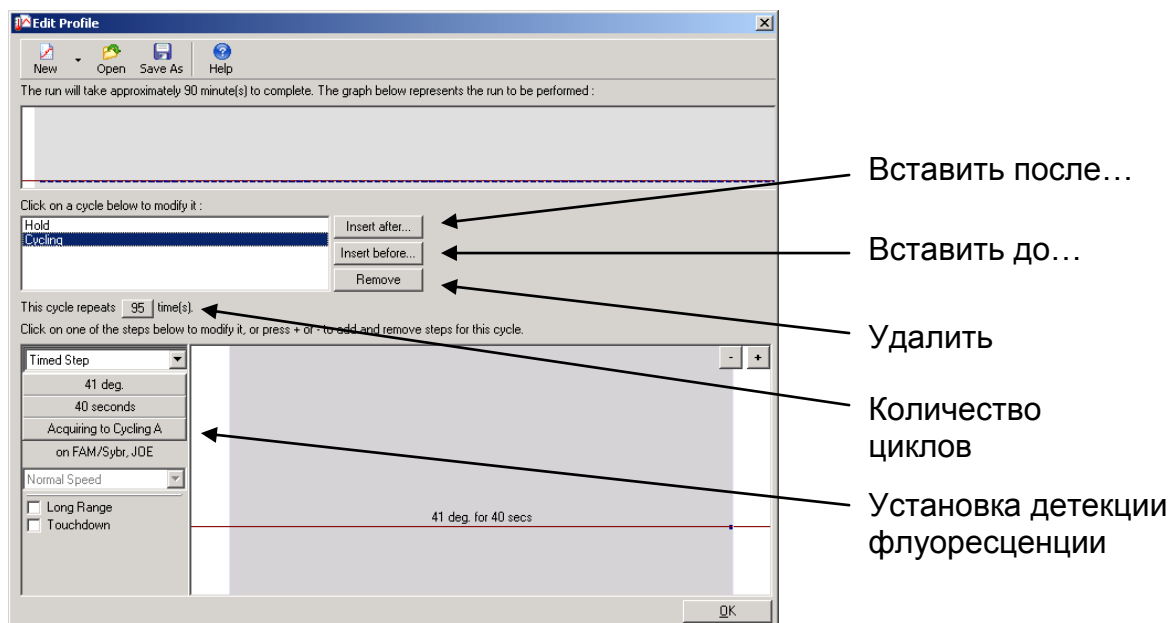 Edit Profile
New Open Save As Help
The run will take approximately 90 minute(s) to complete. The graph below represents the run to be performed :
Click on a cycle below to modify it :
Hold
Cycling
Insert after...
Insert before...
Remove
This cycle repeats 95 time(s).
Click on one of the steps below to modify it, or press + or - to add and remove steps for this cycle.
Timed Step
- +
41 deg.
40 seconds
Acquiring to Cycling A
on FAM/Sybr, JOE
Normal Speed
Long Range
Touchdown
41 deg. for 40 secs
OK
Вставить после…
Вставить до…
Удалить
Количество
циклов
Установка детекции
флуоресценции